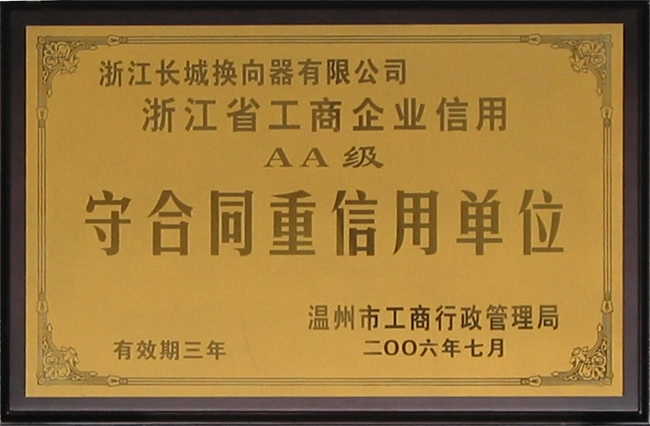 浙江长城换向器有限公司
浙江省工商企业信用
AA级
守合同重信用单位
温州市工商行政管理局
有效期三年
二OO六年七月